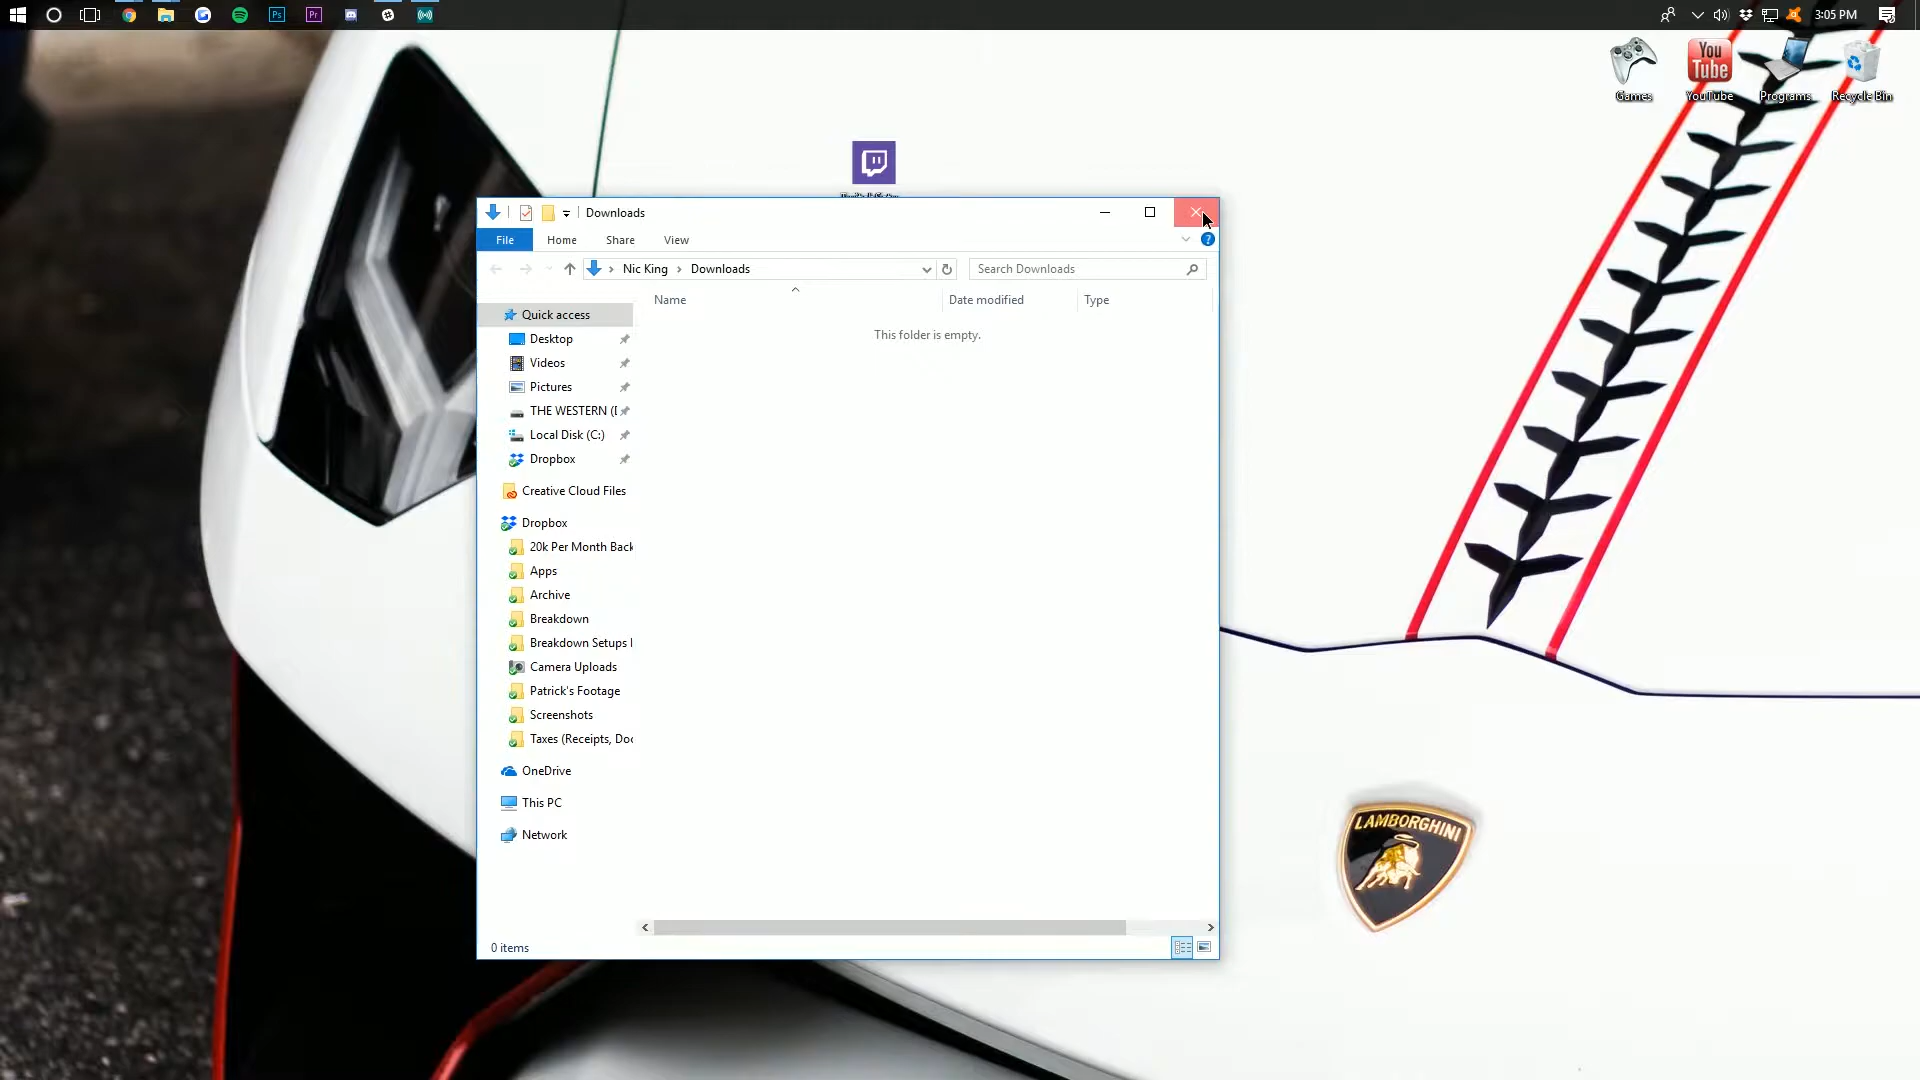 Ps
Pr
3:05 PM
Games
You
Tube
YouTube
Programs
Recycle Bin
Downloads
File
Home
Share
View
?
Nic King
Downloads
Search Downloads
Name
Date modified
Type
This folder is empty.
Quick access
Desktop
Videos
Pictures
THE WESTERN (
Local Disk (C:)
Dropbox
Creative Cloud Files
Dropbox
20k Per Month Back
Apps
Archive
Breakdown
Breakdown Setups
Camera Uploads
Patrick's Footage
Screenshots
Taxes (Receipts, Doc
OneDrive
This PC
Network
0 items
LAMBORGHINI